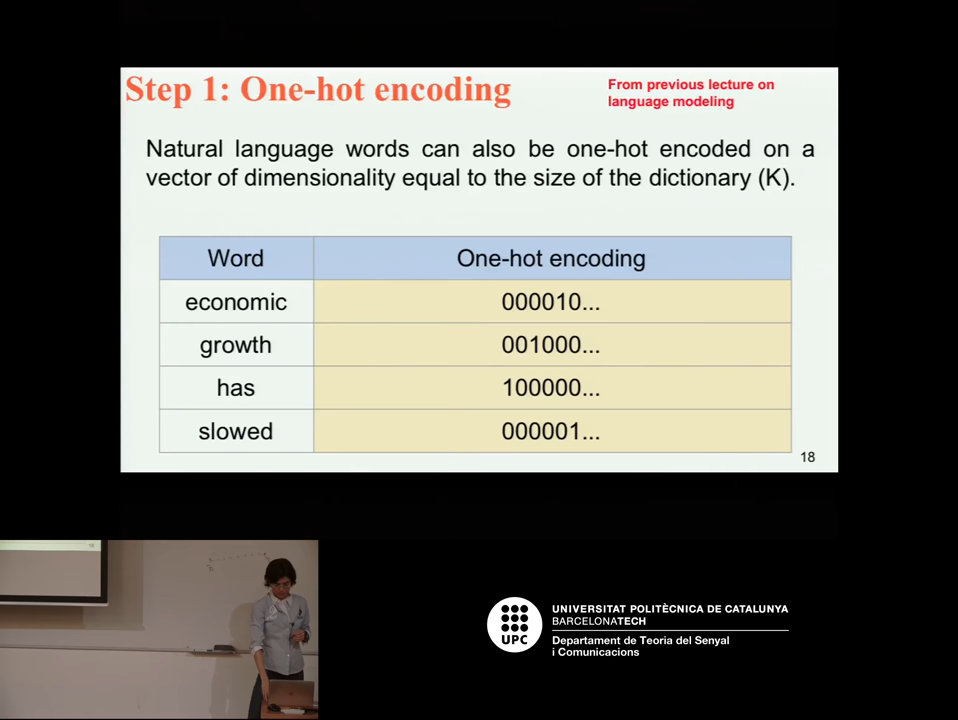 Step 1: One-hot encoding
From previous lecture on
language modeling
Natural language words can also be one-hot encoded on a
vector of dimensionality equal to the size of the dictionary (K).
Word One-hot encoding
economic 000010...
growth 001000...
has 100000...
slowed 000001...
18
UPC
UNIVERSITAT POLITÈCNICA DE CATALUNYA
BARCELONATECH
Departament de Teoria del Senyal
i Comunicacions